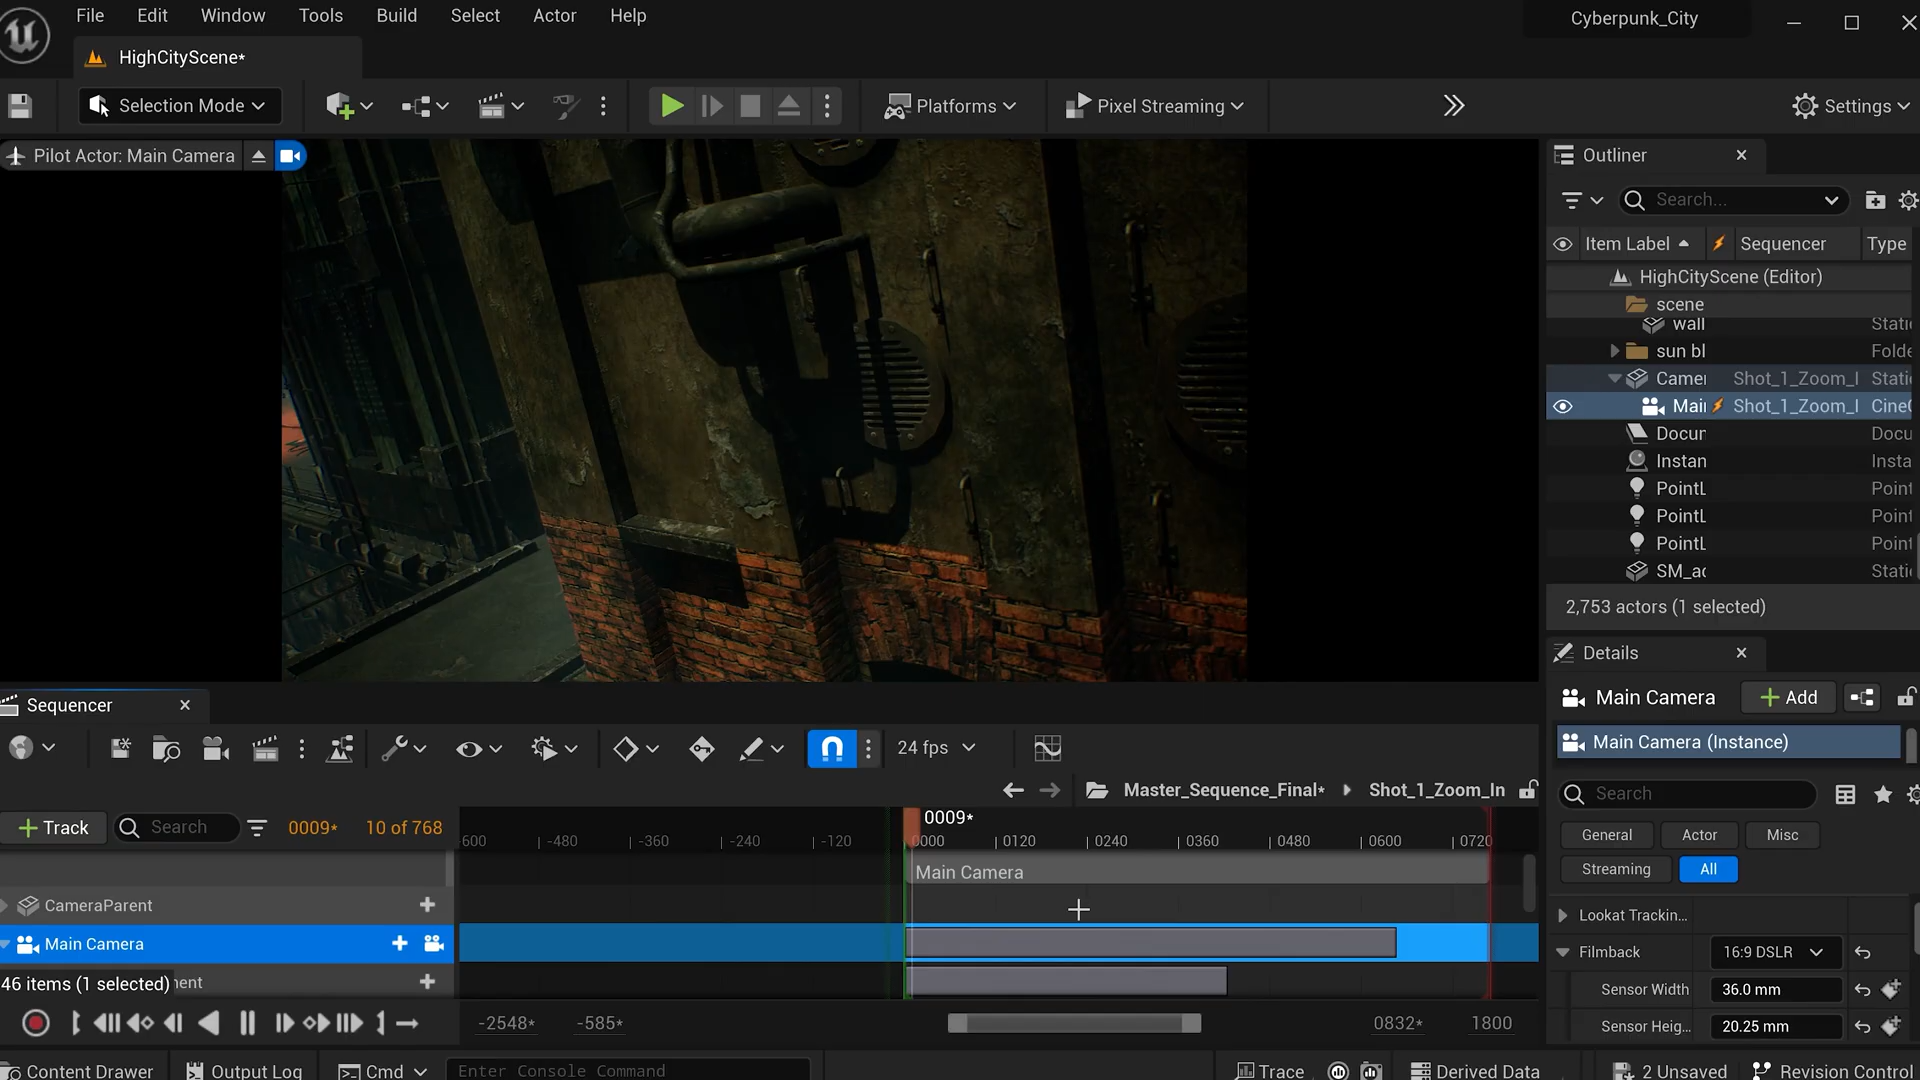 File Edit Window Tools Build Select Actor Help
Cyberpunk_City
HighCityScene*
Selection Mode
Platforms
Pixel Streaming
Settings
Pilot Actor: Main Camera
Outliner
Search...
Item Label Sequencer Type
HighCityScene (Editor)
scene
wall Stati
sun bl Folde
Camer Shot_1_Zoom_I Stati
Mai Shot_1_Zoom_I CineC
Docur Docu
Instan Insta
PointL Point
PointL Point
PointL Point
SM_ac Stati
2,753 actors (1 selected)
Details
Main Camera Add
Main Camera (Instance)
Search
General Actor Misc
Streaming All
Lookat Trackin...
Filmback 16:9 DSLR
Sensor Width 36.0 mm
Sensor Heig... 20.25 mm
Sequencer
24 fps
Master_Sequence_Final* Shot_1_Zoom_In
Track Search 0009* 10 of 768
0009*
-600 -480 -360 -240 -120 0000 0120 0240 0360 0480 0600 0720
Main Camera
CameraParent
Main Camera
46 items (1 selected) nent
-2548* -585* 0832* 1800
Content Drawer Output Log Cmd Enter Console Command Trace Derived Data 2 Unsaved Revision Control